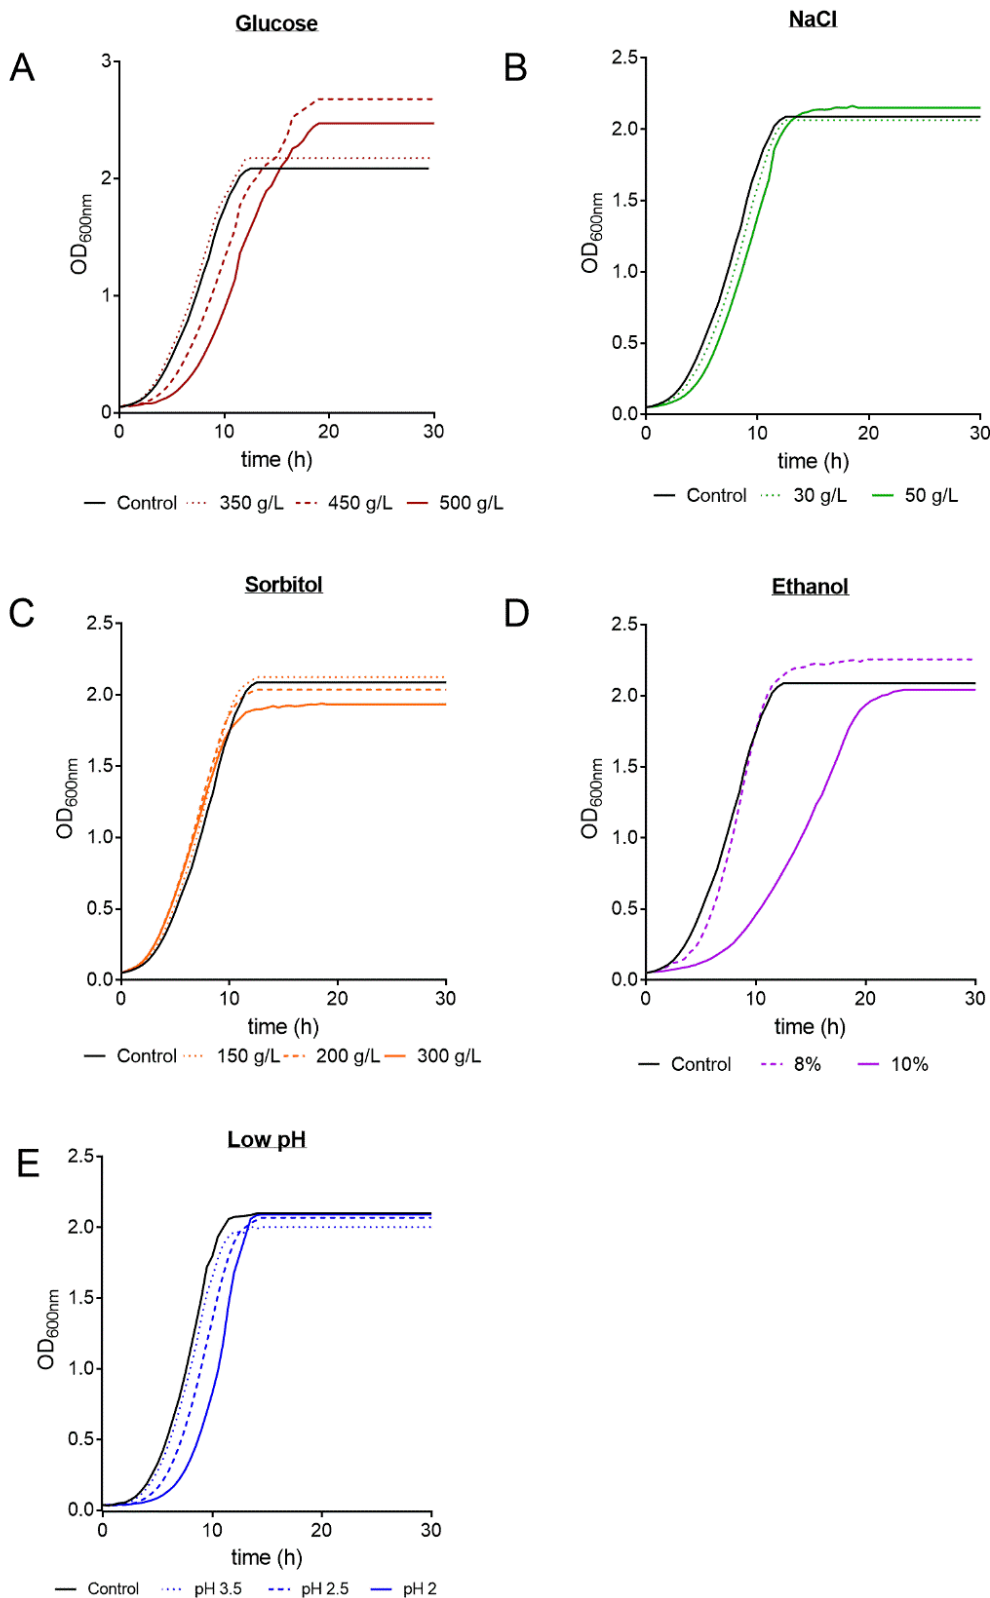 Glucose
A
3
2
1
0
OD600nm
0 10 20 30
time (h)
Control 350 g/L 450 g/L 500 g/L
NaCl
B
2.5
2.0
1.5
1.0
0.5
0.0
OD600nm
0 10 20 30
time (h)
Control 30 g/L 50 g/L
Sorbitol
C
2.5
2.0
1.5
1.0
0.5
0.0
OD600nm
0 10 20 30
time (h)
Control 150 g/L 200 g/L 300 g/L
Ethanol
D
2.5
2.0
1.5
1.0
0.5
0.0
OD600nm
0 10 20 30
time (h)
Control 8% 10%
Low pH
E
2.5
2.0
1.5
1.0
0.5
0.0
OD600nm
0 10 20 30
time (h)
Control pH 3.5 pH 2.5 pH 2